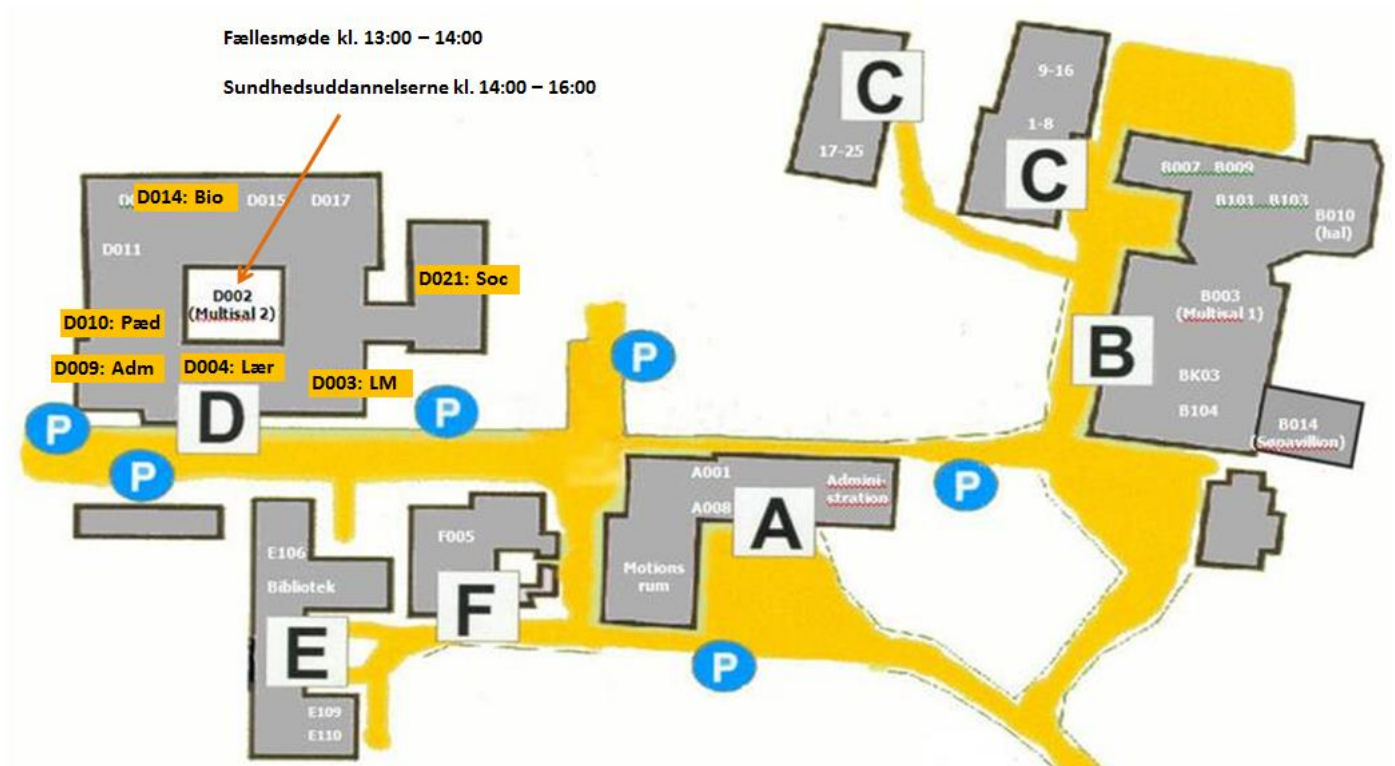 Fællesmøde kl. 13:00 – 14:00
Sundhedsuddannelserne kl. 14:00 – 16:00
C
9-16
1-8
17-25
C
B007 B009
B101 B103
B010
(hal)
D014: Bio
D015
D017
D011
D021: Soc
D002
(Multisal 2)
D010: Pæd
D009: Adm
D004: Lær
D003: LM
D
B003
(Multisal 1)
B
BK03
B104
B014
(Søpavillion)
P
P
P
P
P
P
A001
A008
Admini-
stration
A
Motions
rum
F005
F
E106
Bibliotek
E
E109
E110